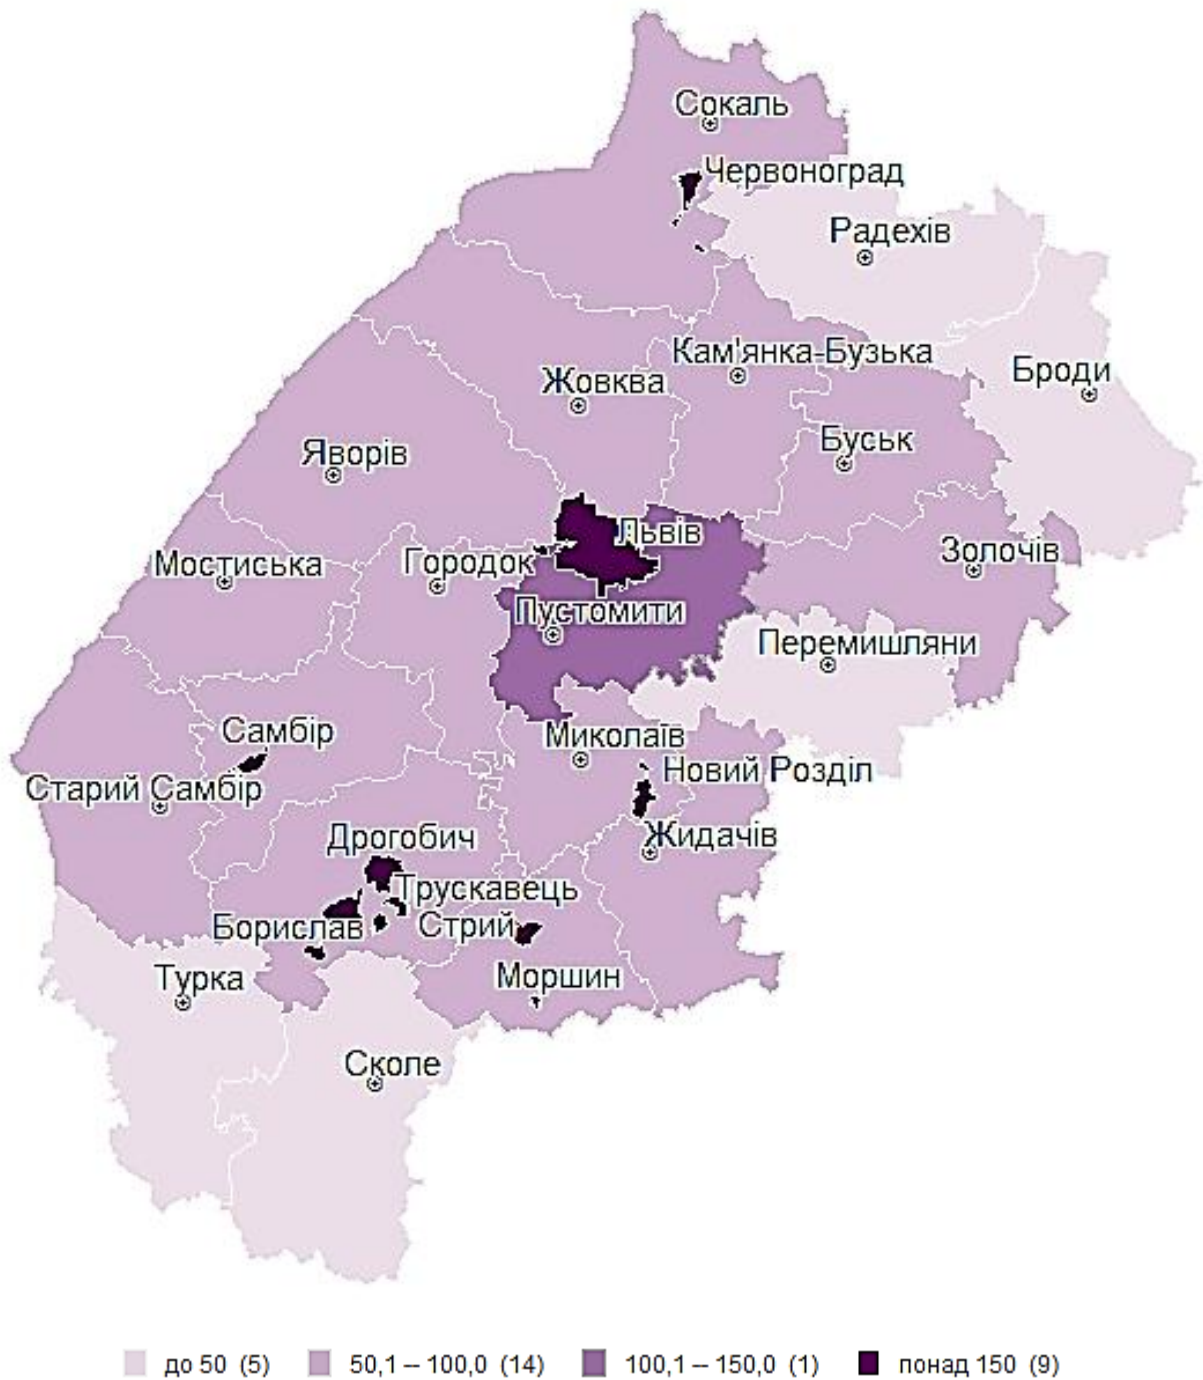 Сокаль
Червоноград
Радехів
Кам'янка-Бузька
Броди
Жовква
Буськ
Яворів
Львів
Золочів
Мостиська
Городок
Пустомити
Перемишляни
Самбір
Миколаїв
Новий Розділ
Старий Самбір
Дрогобич
Жидачів
Трускавець
Борислав
Стрий
Турка
Моршин
Сколе
до 50 (5) 50,1 – 100,0 (14) 100,1 – 150,0 (1) понад 150 (9)